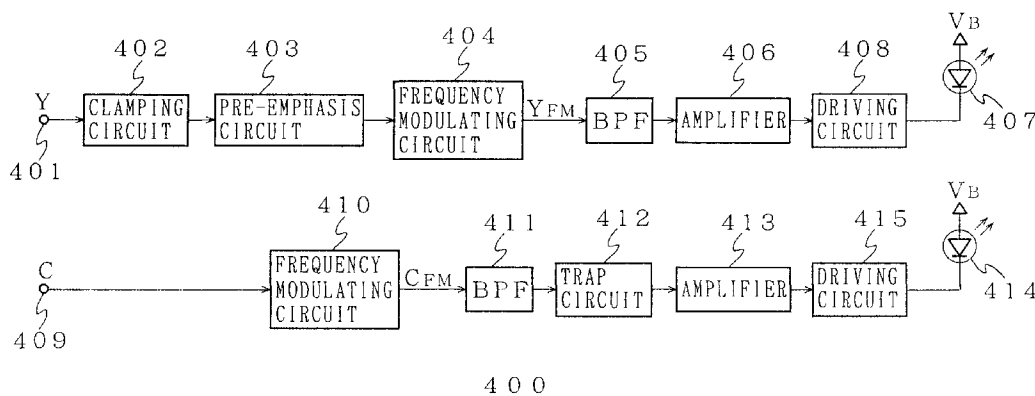 402 403 404 405 406 408 VB
Y CLAMPING CIRCUIT PRE-EMPHASIS CIRCUIT FREQUENCY MODULATING CIRCUIT YFM BPF AMPLIFIER DRIVING CIRCUIT 407
401
410 411 412 413 415 VB
C FREQUENCY MODULATING CIRCUIT CFM BPF TRAP CIRCUIT AMPLIFIER DRIVING CIRCUIT 414
409
400